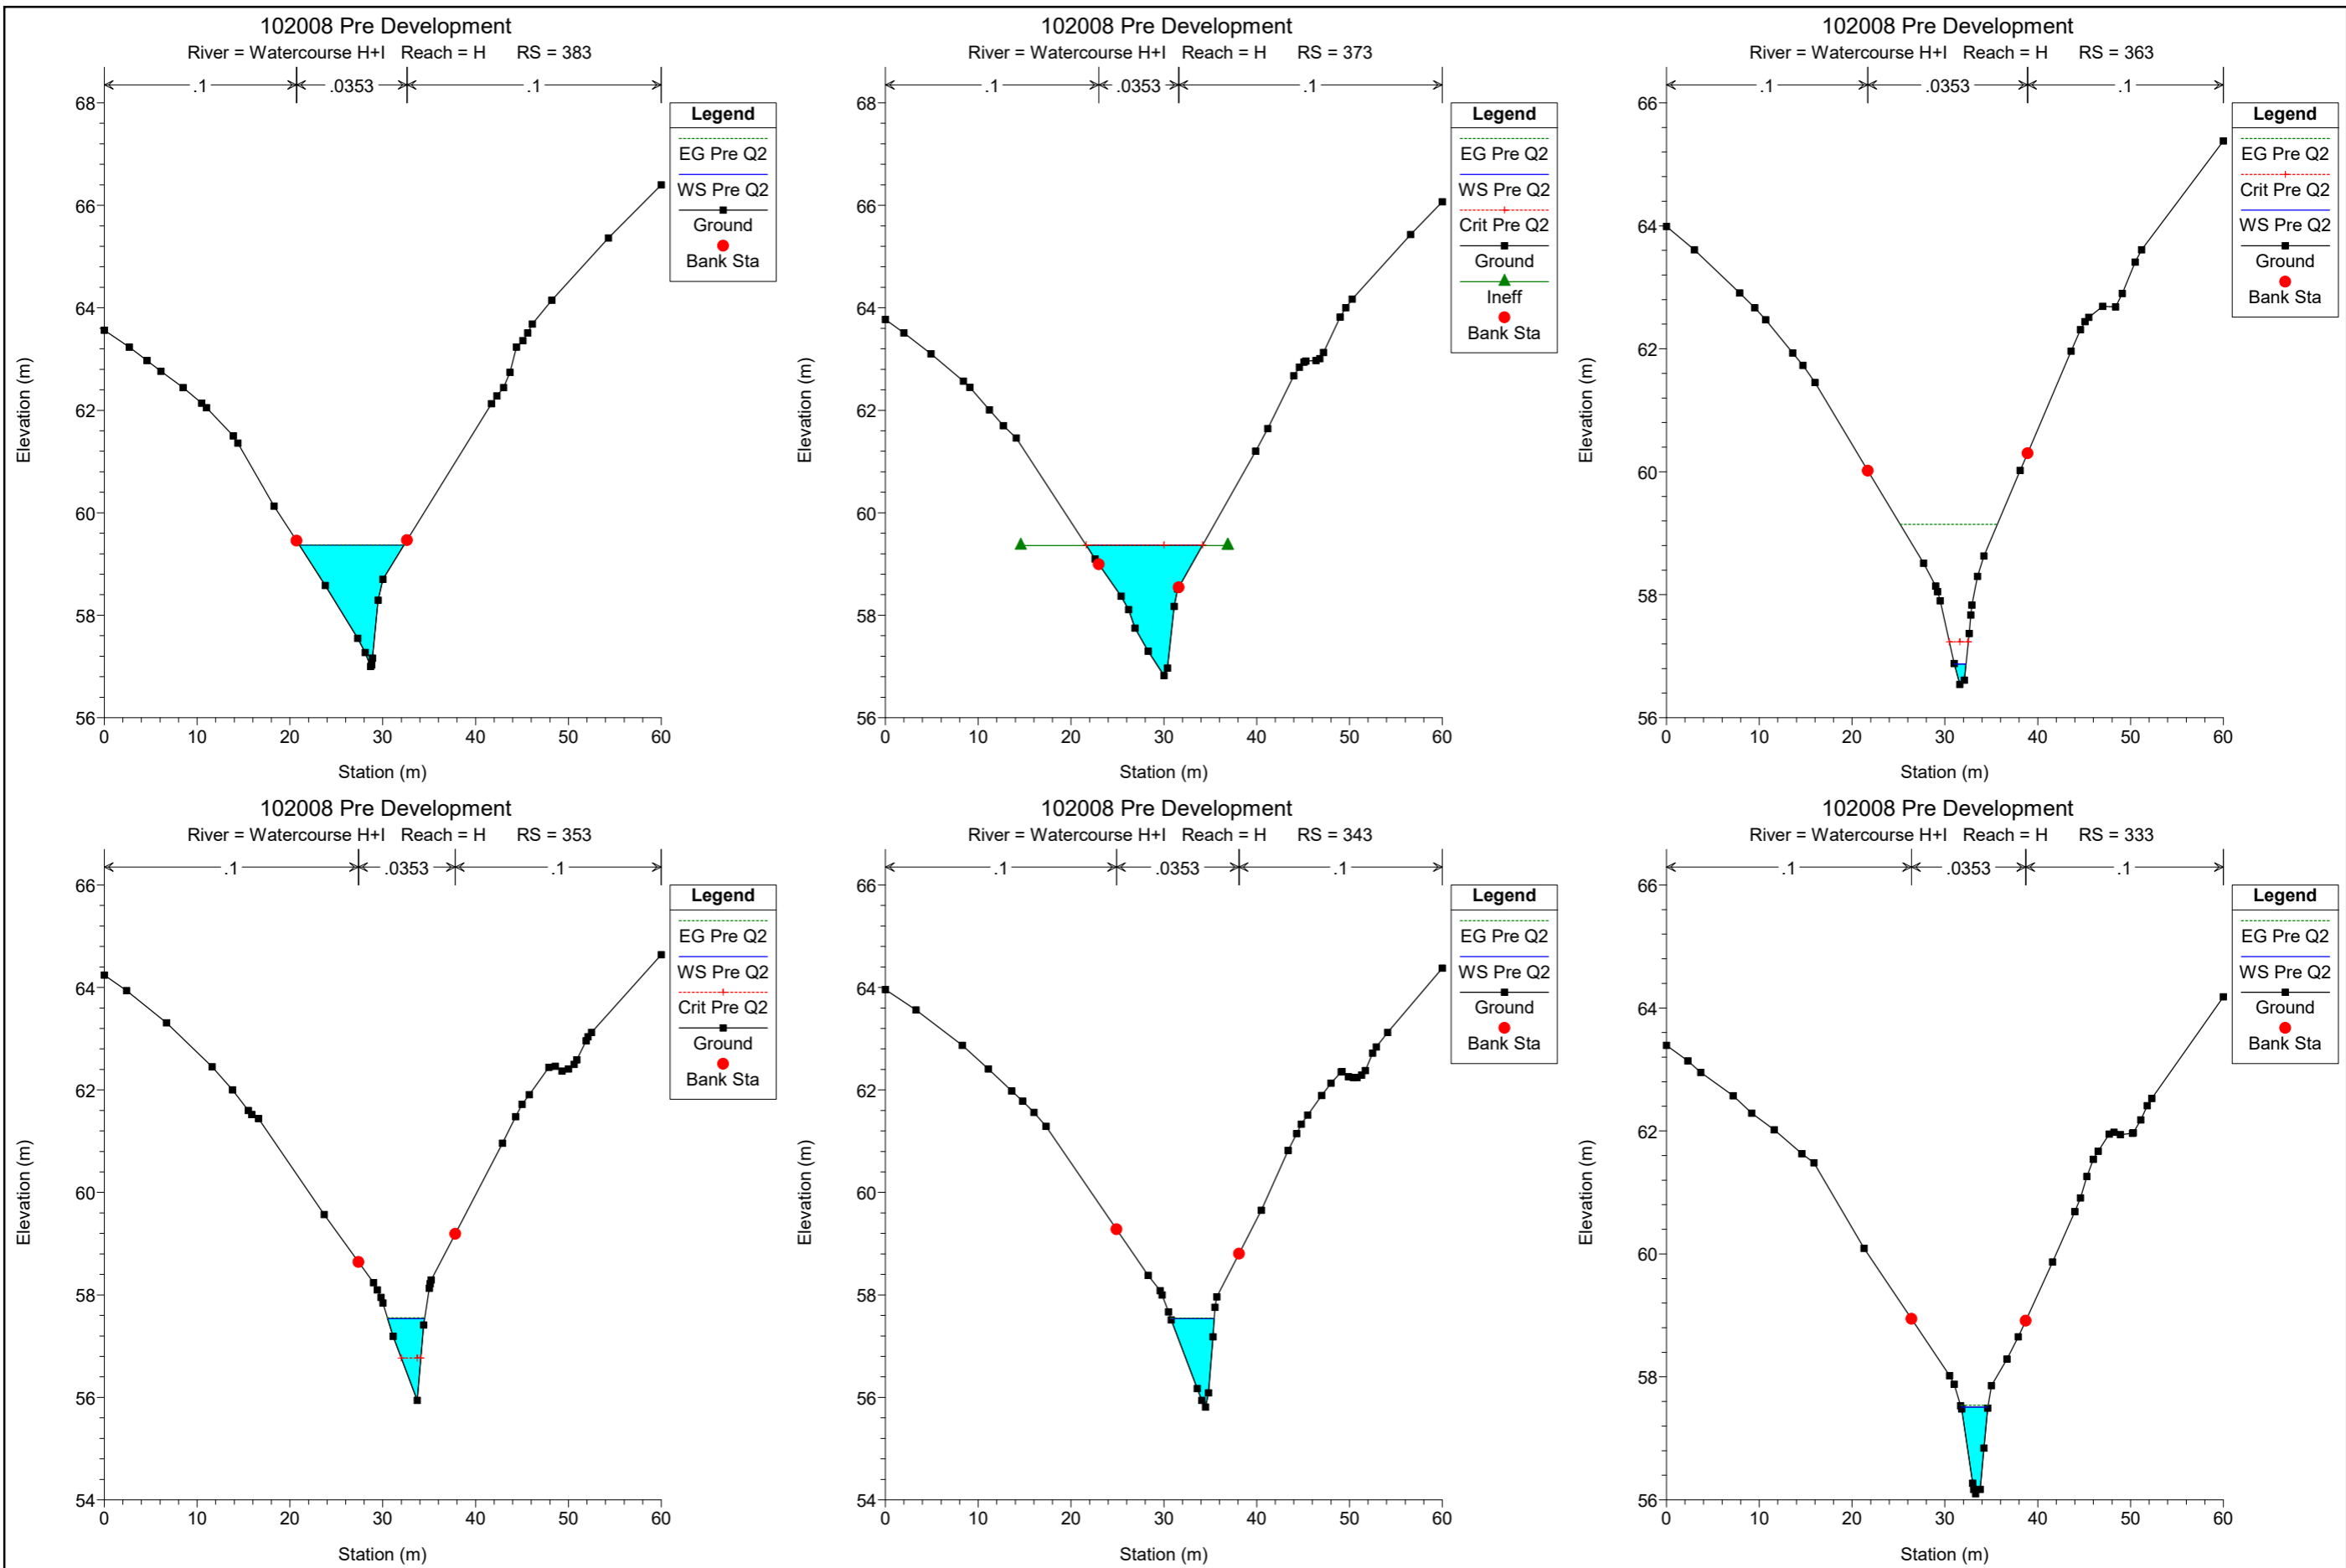 102008 Pre Development
River = Watercourse H+I Reach = H RS = 383
.1 .0353 .1
68
66
64
62
60
58
56
0 10 20 30 40 50 60
Elevation (m)
Station (m)
Legend
EG Pre Q2
WS Pre Q2
Ground
Bank Sta
102008 Pre Development
River = Watercourse H+I Reach = H RS = 373
.1 .0353 .1
68
66
64
62
60
58
56
0 10 20 30 40 50 60
Elevation (m)
Station (m)
Legend
EG Pre Q2
WS Pre Q2
Crit Pre Q2
Ground
Ineff
Bank Sta
102008 Pre Development
River = Watercourse H+I Reach = H RS = 363
.1 .0353 .1
66
64
62
60
58
56
0 10 20 30 40 50 60
Elevation (m)
Station (m)
Legend
EG Pre Q2
Crit Pre Q2
WS Pre Q2
Ground
Bank Sta
102008 Pre Development
River = Watercourse H+I Reach = H RS = 353
.1 .0353 .1
66
64
62
60
58
56
54
0 10 20 30 40 50 60
Elevation (m)
Station (m)
Legend
EG Pre Q2
WS Pre Q2
Crit Pre Q2
Ground
Bank Sta
102008 Pre Development
River = Watercourse H+I Reach = H RS = 343
.1 .0353 .1
66
64
62
60
58
56
54
0 10 20 30 40 50 60
Elevation (m)
Station (m)
Legend
EG Pre Q2
WS Pre Q2
Ground
Bank Sta
102008 Pre Development
River = Watercourse H+I Reach = H RS = 333
.1 .0353 .1
66
64
62
60
58
56
0 10 20 30 40 50 60
Elevation (m)
Station (m)
Legend
EG Pre Q2
WS Pre Q2
Ground
Bank Sta